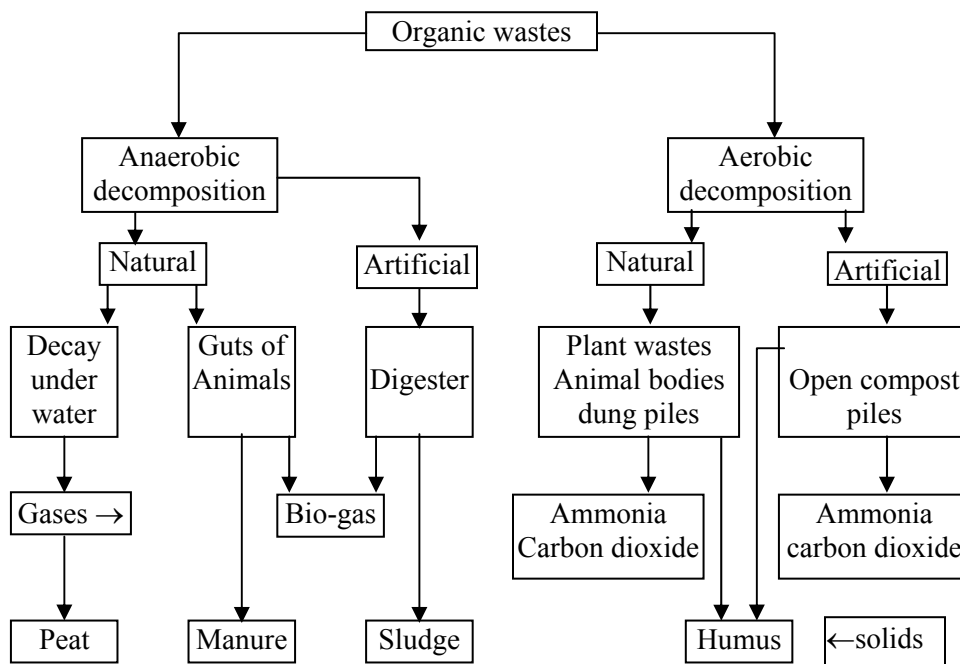 Organic wastes
Anaerobic
decomposition
Aerobic
decomposition
Natural
Artificial
Natural
Artificial
Decay
under
water
Guts of
Animals
Digester
Plant wastes
Animal bodies
dung piles
Open compost
piles
Gases →
Bio-gas
Ammonia
Carbon dioxide
Ammonia
carbon dioxide
Peat
Manure
Sludge
Humus
←solids